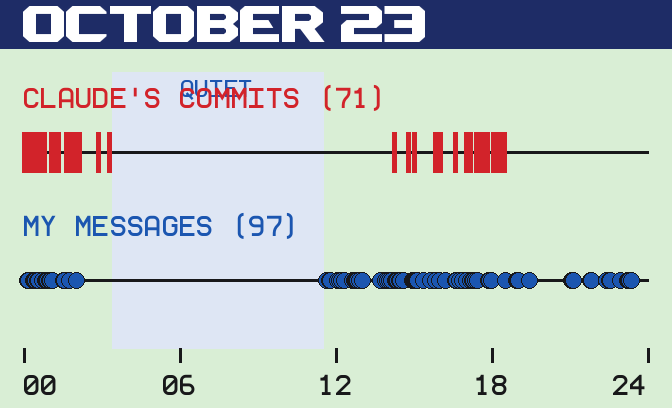 OCTOBER 23
QUIET
CLAUDE'S COMMITS (71)
MY MESSAGES (97)
00 06 12 18 24